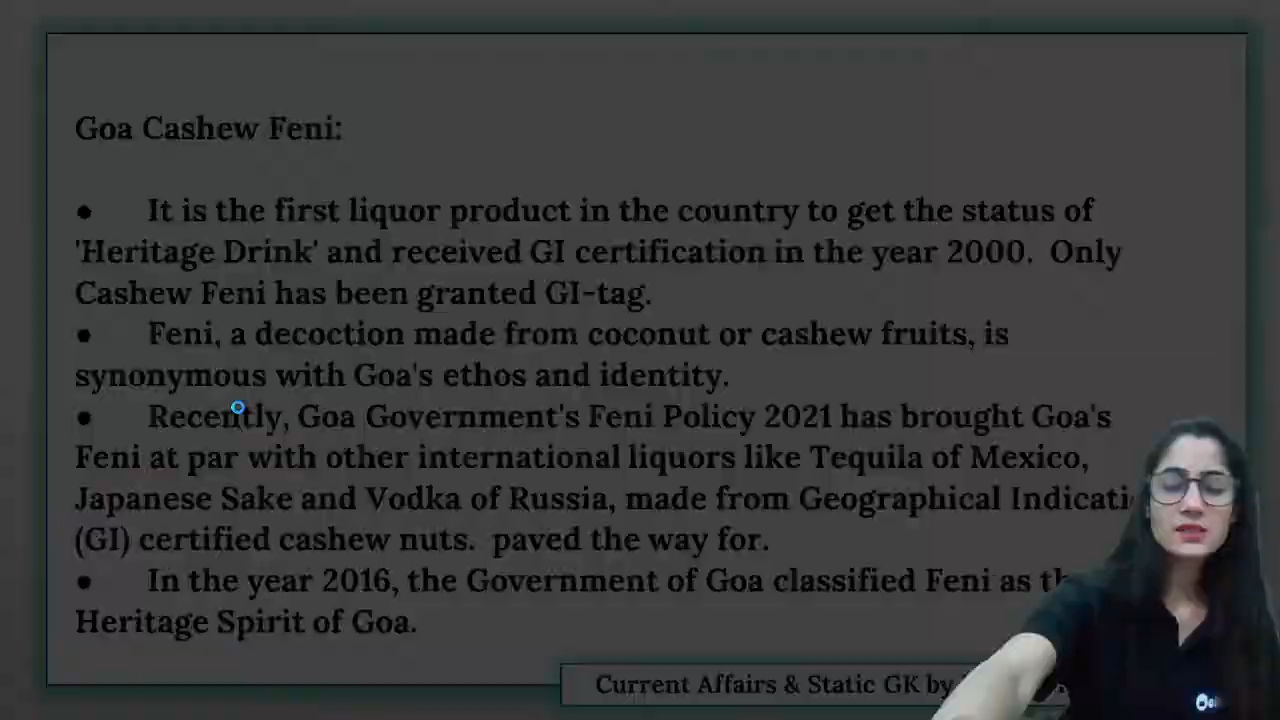 Goa Cashew Feni:
● It is the first liquor product in the country to get the status of
'Heritage Drink' and received GI certification in the year 2000. Only
Cashew Feni has been granted GI-tag.
● Feni, a decoction made from coconut or cashew fruits, is
synonymous with Goa's ethos and identity.
● Recently, Goa Government's Feni Policy 2021 has brought Goa's
Feni at par with other international liquors like Tequila of Mexico,
Japanese Sake and Vodka of Russia, made from Geographical Indicati
(GI) certified cashew nuts. paved the way for.
● In the year 2016, the Government of Goa classified Feni as
Heritage Spirit of Goa.
Current Affairs & Static GK by